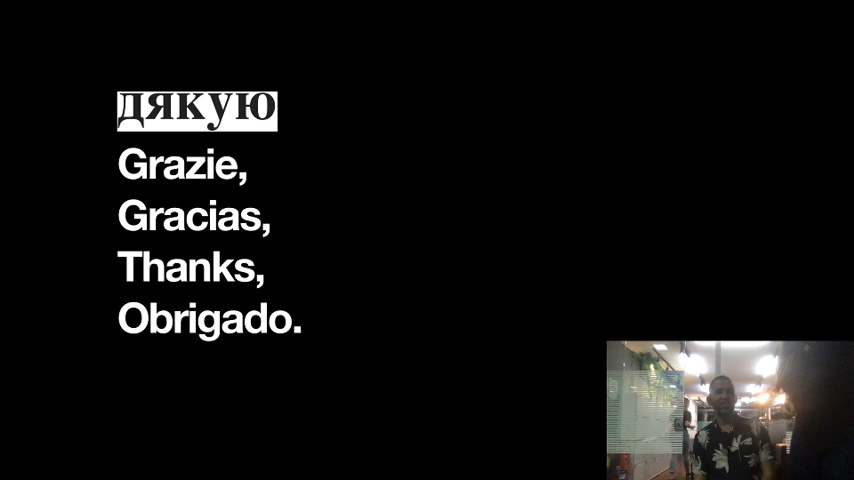 дякую
Grazie,
Gracias,
Thanks,
Obrigado.